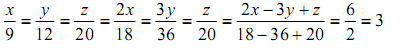 x/9 = y/12 = z/20 = 2x/18 = 3y/36 = z/20 = (2x − 3y + z)/(18 − 36 + 20) = 6/2 = 3